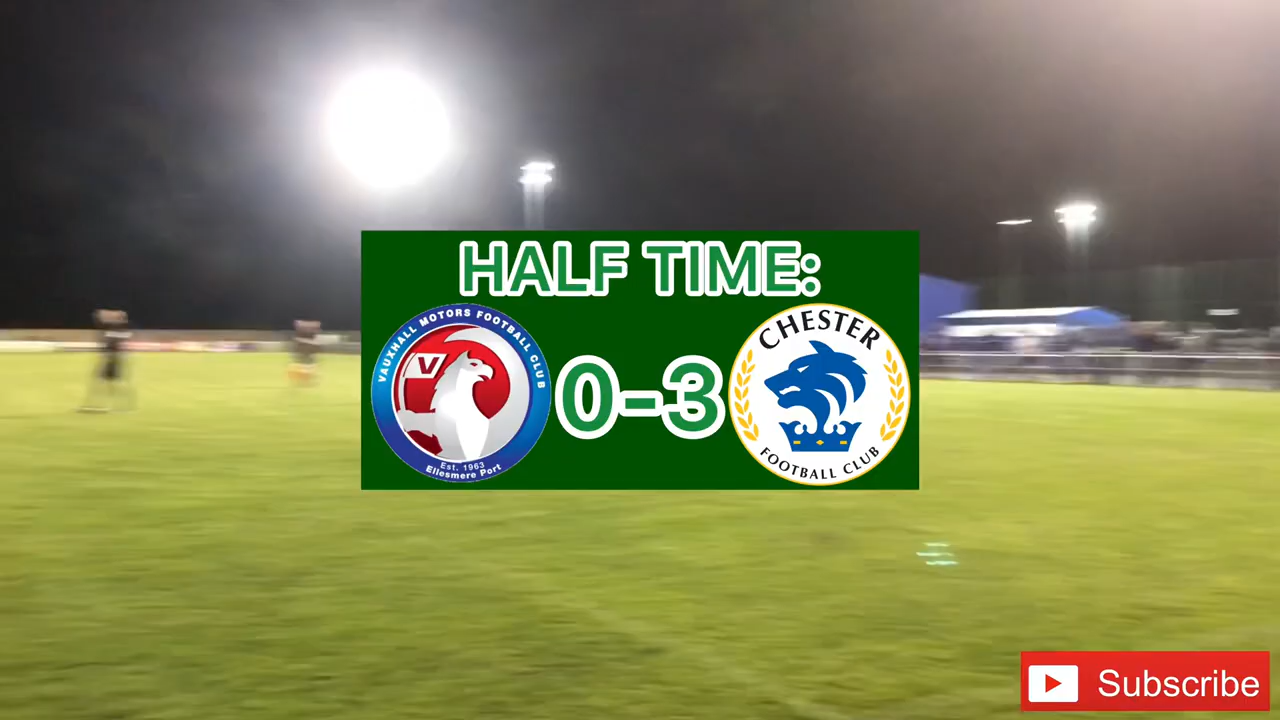 HALF TIME:
VAUXHALL MOTORS FOOTBALL CLUB
V
Est. 1963
Ellesmere Port
0-3
CHESTER
FOOTBALL CLUB
Subscribe